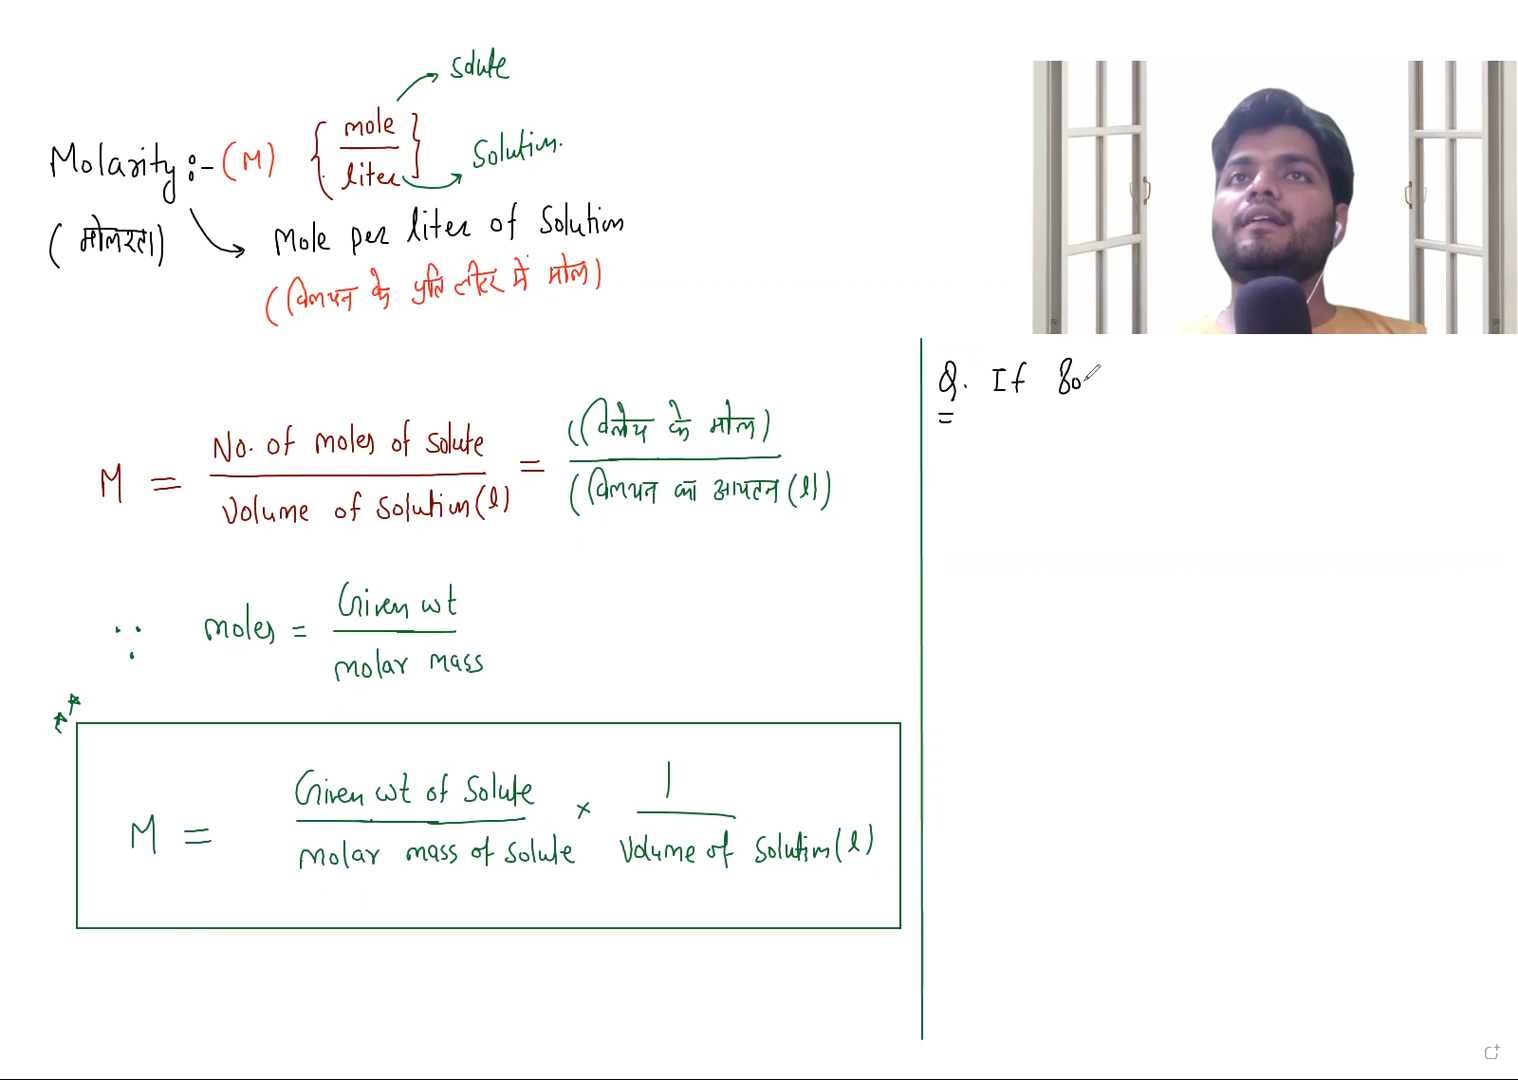 solute
Molarity :- (M) { mole / liter } Solution.
(मोलरता) Mole per liter of Solution
(विलयन के प्रति लीटर में मोल)
Q. If 80
M = No. of moles of solute / Volume of Solution(l) = (विलेय के मोल) / (विलयन का आयतन (l))
∵ moles = Given wt / molar mass
M = Given wt of Solute / molar mass of Solute × 1 / Volume of Solution(l)